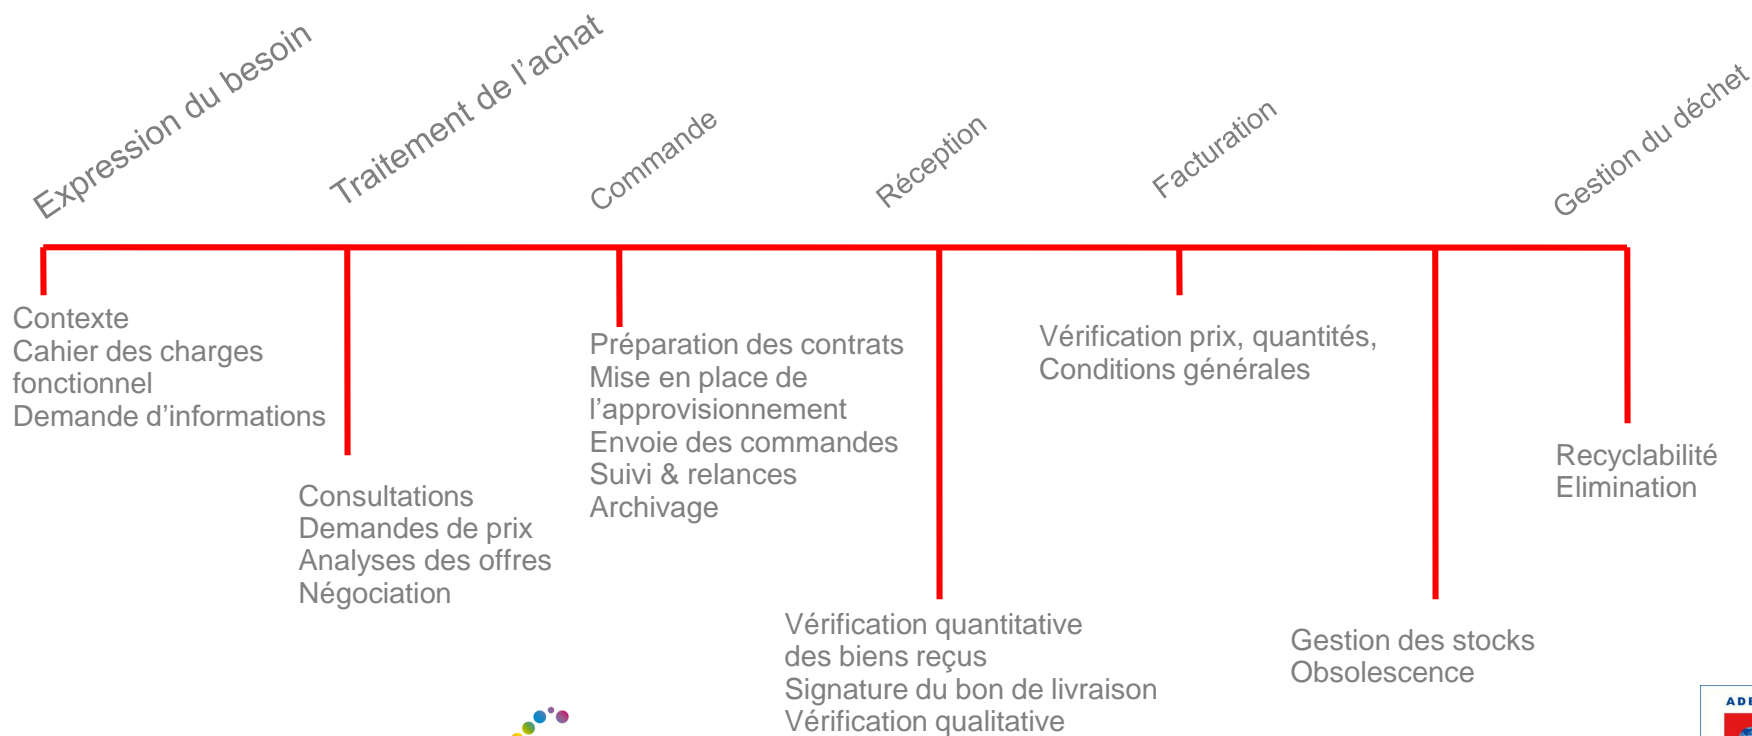 Expression du besoin
Traitement de l’achat
Commande
Réception
Facturation
Gestion du déchet
Contexte
Cahier des charges
fonctionnel
Demande d’informations
Consultations
Demandes de prix
Analyses des offres
Négociation
Préparation des contrats
Mise en place de
l’approvisionnement
Envoie des commandes
Suivi & relances
Archivage
Vérification quantitative
des biens reçus
Signature du bon de livraison
Vérification qualitative
Vérification prix, quantités,
Conditions générales
Gestion des stocks
Obsolescence
Recyclabilité
Elimination